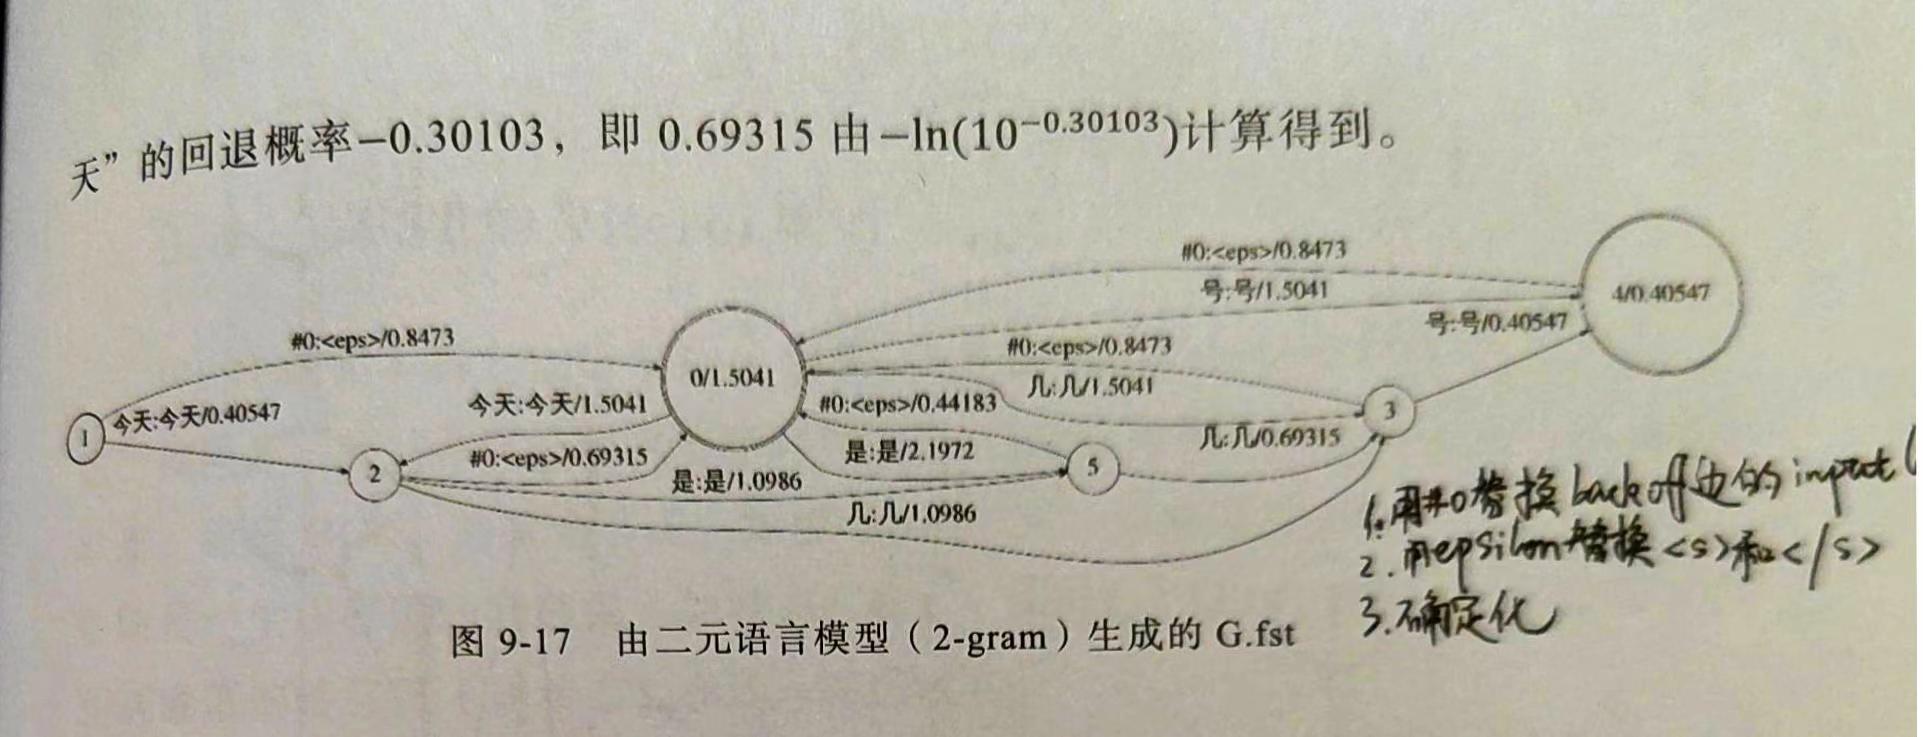 天”的回退概率−0.30103，即 0.69315 由−ln(10−0.30103)计算得到。
#0:<eps>/0.8473
号:号/1.5041
4/0.40547
号:号/0.40547
#0:<eps>/0.8473
#0:<eps>/0.8473
0/1.5041
几:几/1.5041
今天:今天/1.5041
#0:<eps>/0.44183
1
今天:今天/0.40547
3
几:几/0.69315
#0:<eps>/0.69315
是:是/2.1972
2
5
是:是/1.0986
几:几/1.0986
1.用#0替换backoff边的input
2.用epsilon替换<s>和</s>
3.确定化
图 9-17 由二元语言模型（2-gram）生成的 G.fst